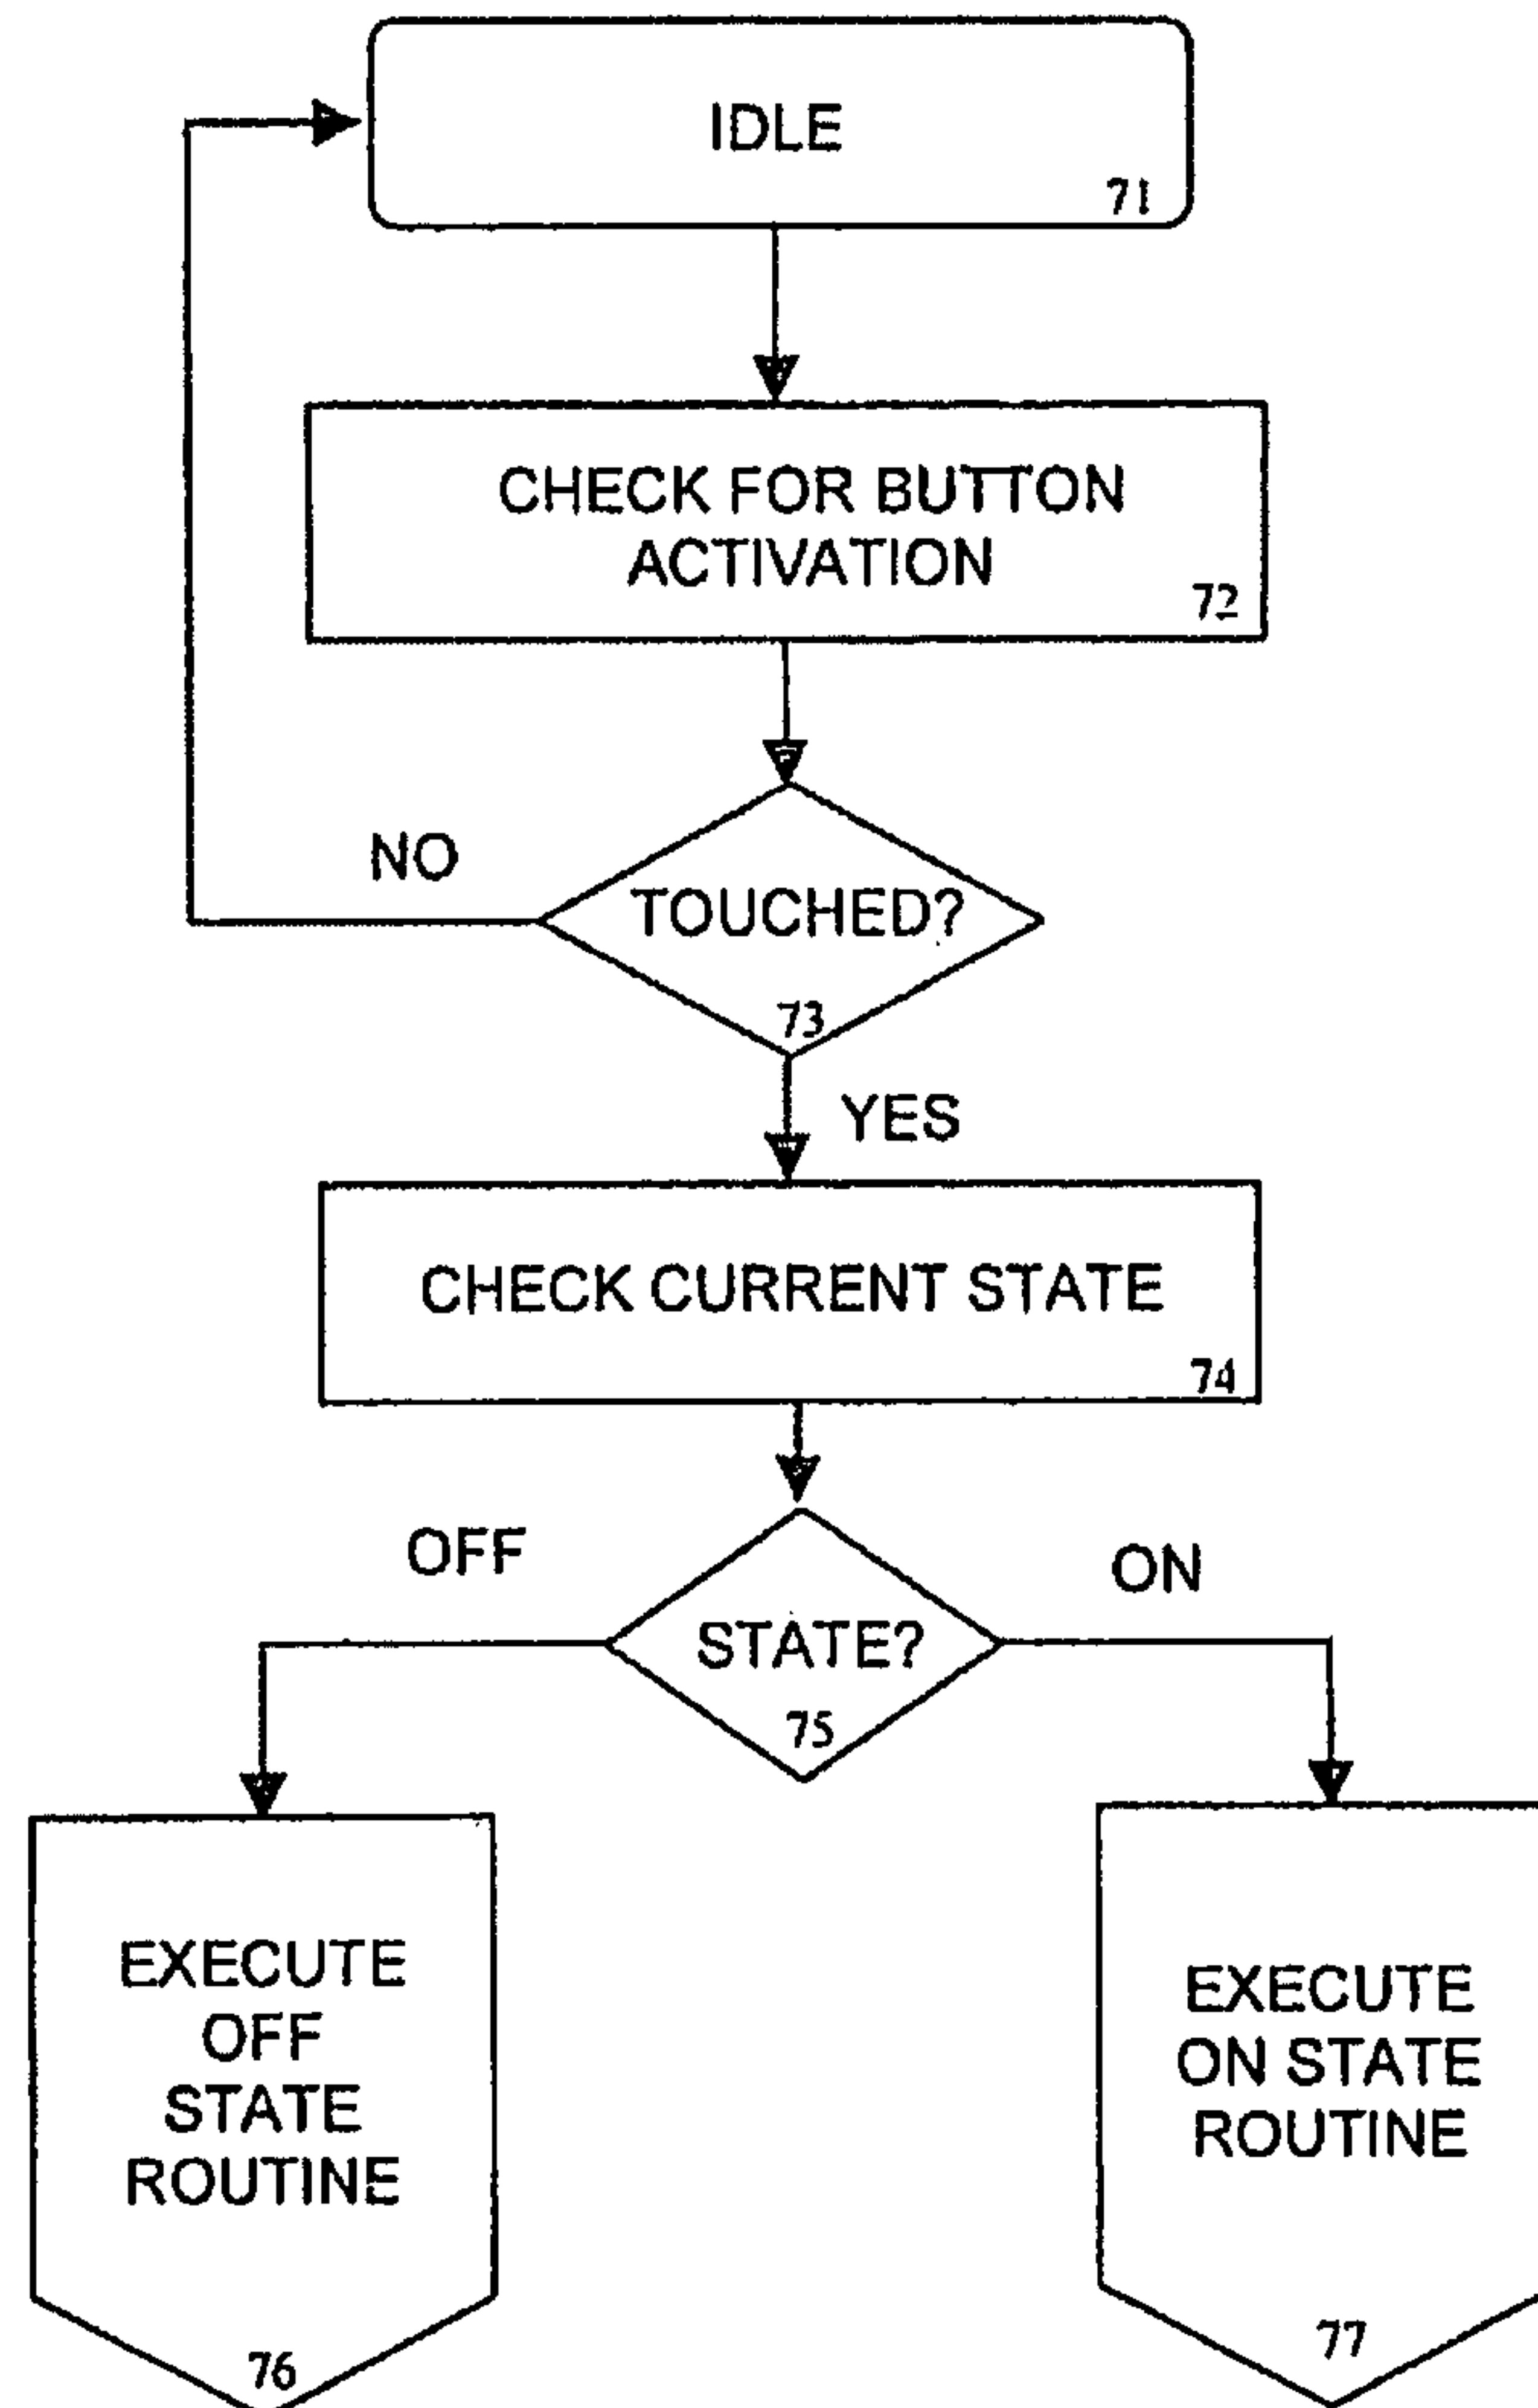 IDLE
71
CHECK FOR BUTTON
ACTIVATION
72
NO
TOUCHED?
73
YES
CHECK CURRENT STATE
74
OFF
ON
STATE?
75
EXECUTE
OFF
STATE
ROUTINE
76
EXECUTE
ON STATE
ROUTINE
77